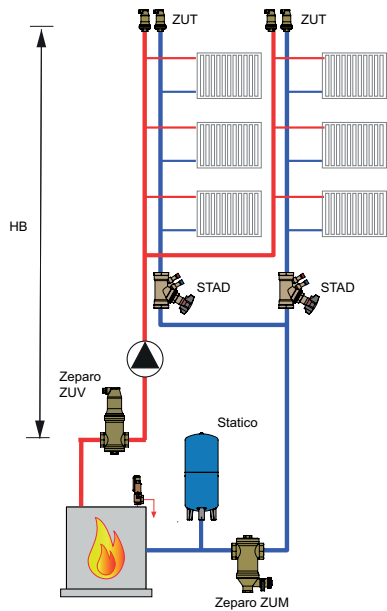 ZUT
ZUT
HB
STAD
STAD
Zeparo
ZUV
Statico
Zeparo ZUM